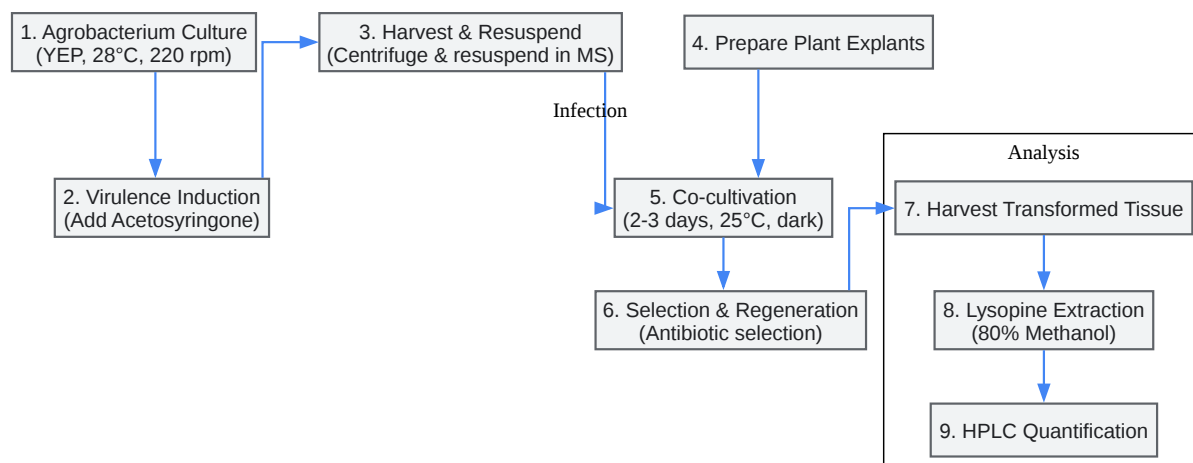 1. Agrobacterium Culture
(YEP, 28°C, 220 rpm)
2. Virulence Induction
(Add Acetosyringone)
3. Harvest & Resuspend
(Centrifuge & resuspend in MS)
4. Prepare Plant Explants
Infection
5. Co-cultivation
(2-3 days, 25°C, dark)
6. Selection & Regeneration
(Antibiotic selection)
Analysis
7. Harvest Transformed Tissue
8. Lysopine Extraction
(80% Methanol)
9. HPLC Quantification